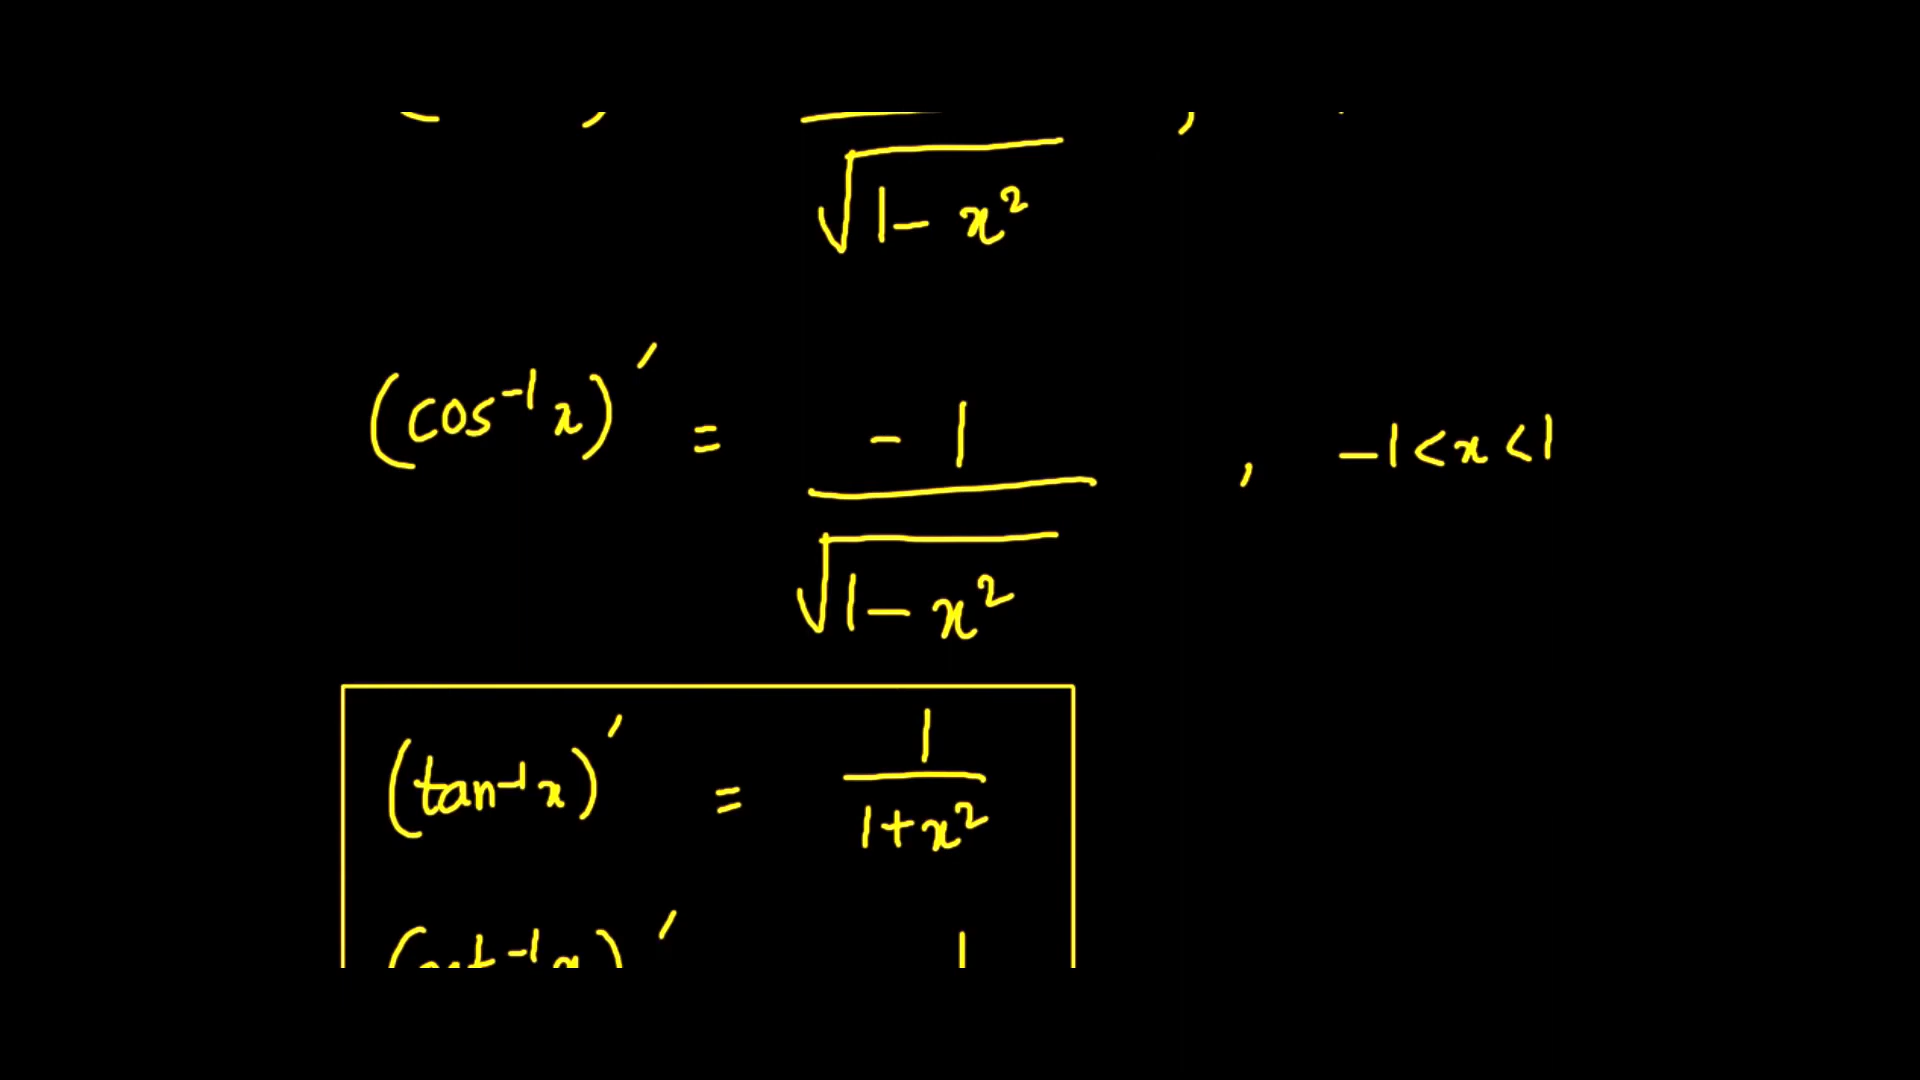 √(1 - x²)
(cos⁻¹x)′ = -1 / √(1 - x²) , -1 < x < 1
(tan⁻¹x)′ = 1 / (1 + x²)